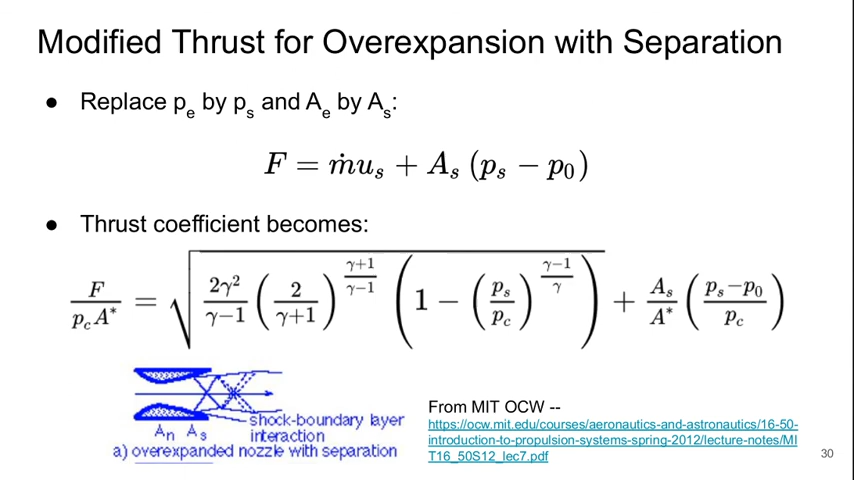 Modified Thrust for Overexpansion with Separation
● Replace pₑ by pₛ and Aₑ by Aₛ:
F = ṁuₛ + Aₛ (pₛ − p₀)
● Thrust coefficient becomes:
F/(p_c A*) = √( (2γ²/(γ−1)) (2/(γ+1))^((γ+1)/(γ−1)) (1 − (pₛ/p_c)^((γ−1)/γ)) ) + (Aₛ/A*) ((pₛ−p₀)/p_c)
Aₙ Aₛ
shock-boundary layer
interaction
a) overexpanded nozzle with separation
From MIT OCW --
https://ocw.mit.edu/courses/aeronautics-and-astronautics/16-50-
introduction-to-propulsion-systems-spring-2012/lecture-notes/MI
T16_50S12_lec7.pdf
30